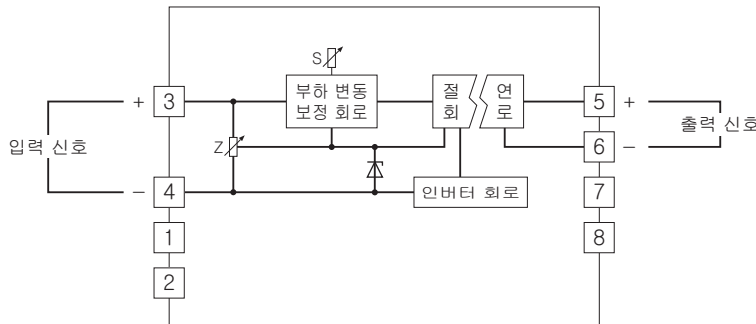 S
부하 변동
보정 회로
절 연
회 로
+ 3
5 +
입력 신호
Z
6 −
출력 신호
− 4
인버터 회로
7
1
8
2